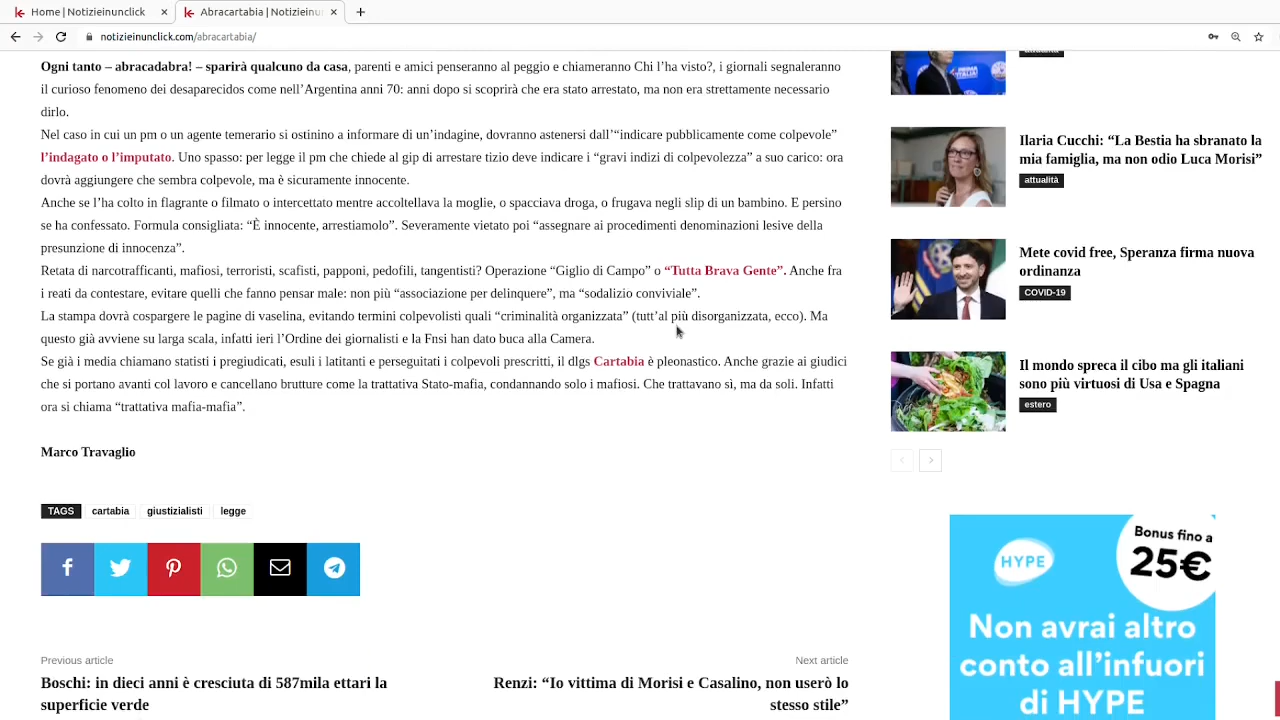 Home | Notizieinunclick
Abracartabia | Notizieinun
notizieinunclick.com/abracartabia/
Ogni tanto – abracadabra! – sparirà qualcuno da casa, parenti e amici penseranno al peggio e chiameranno Chi l’ha visto?, i giornali segnaleranno
il curioso fenomeno dei desaparecidos come nell’Argentina anni 70: anni dopo si scoprirà che era stato arrestato, ma non era strettamente necessario
dirlo.
Nel caso in cui un pm o un agente temerario si ostinino a informare di un’indagine, dovranno astenersi dall’“indicare pubblicamente come colpevole”
l’indagato o l’imputato. Uno spasso: per legge il pm che chiede al gip di arrestare tizio deve indicare i “gravi indizi di colpevolezza” a suo carico: ora
dovrà aggiungere che sembra colpevole, ma è sicuramente innocente.
Anche se l’ha colto in flagrante o filmato o intercettato mentre accoltellava la moglie, o spacciava droga, o frugava negli slip di un bambino. E persino
se ha confessato. Formula consigliata: “È innocente, arrestiamolo”. Severamente vietato poi “assegnare ai procedimenti denominazioni lesive della
presunzione di innocenza”.
Retata di narcotrafficanti, mafiosi, terroristi, scafisti, papponi, pedofili, tangentisti? Operazione “Giglio di Campo” o “Tutta Brava Gente”. Anche fra
i reati da contestare, evitare quelli che fanno pensar male: non più “associazione per delinquere”, ma “sodalizio conviviale”.
La stampa dovrà cospargere le pagine di vaselina, evitando termini colpevolisti quali “criminalità organizzata” (tutt’al più disorganizzata, ecco). Ma
questo già avviene su larga scala, infatti ieri l’Ordine dei giornalisti e la Fnsi han dato buca alla Camera.
Se già i media chiamano statisti i pregiudicati, esuli i latitanti e perseguitati i colpevoli prescritti, il dlgs Cartabia è pleonastico. Anche grazie ai giudici
che si portano avanti col lavoro e cancellano brutture come la trattativa Stato-mafia, condannando solo i mafiosi. Che trattavano sì, ma da soli. Infatti
ora si chiama “trattativa mafia-mafia”.
Marco Travaglio
TAGS cartabia giustizialisti legge
Previous article
Boschi: in dieci anni è cresciuta di 587mila ettari la
superficie verde
Next article
Renzi: “Io vittima di Morisi e Casalino, non userò lo
stesso stile”
attualità
Ilaria Cucchi: “La Bestia ha sbranato la
mia famiglia, ma non odio Luca Morisi”
attualità
Mete covid free, Speranza firma nuova
ordinanza
COVID-19
Il mondo spreca il cibo ma gli italiani
sono più virtuosi di Usa e Spagna
estero
HYPE
Bonus fino a
25€
Non avrai altro
conto all’infuori
di HYPE